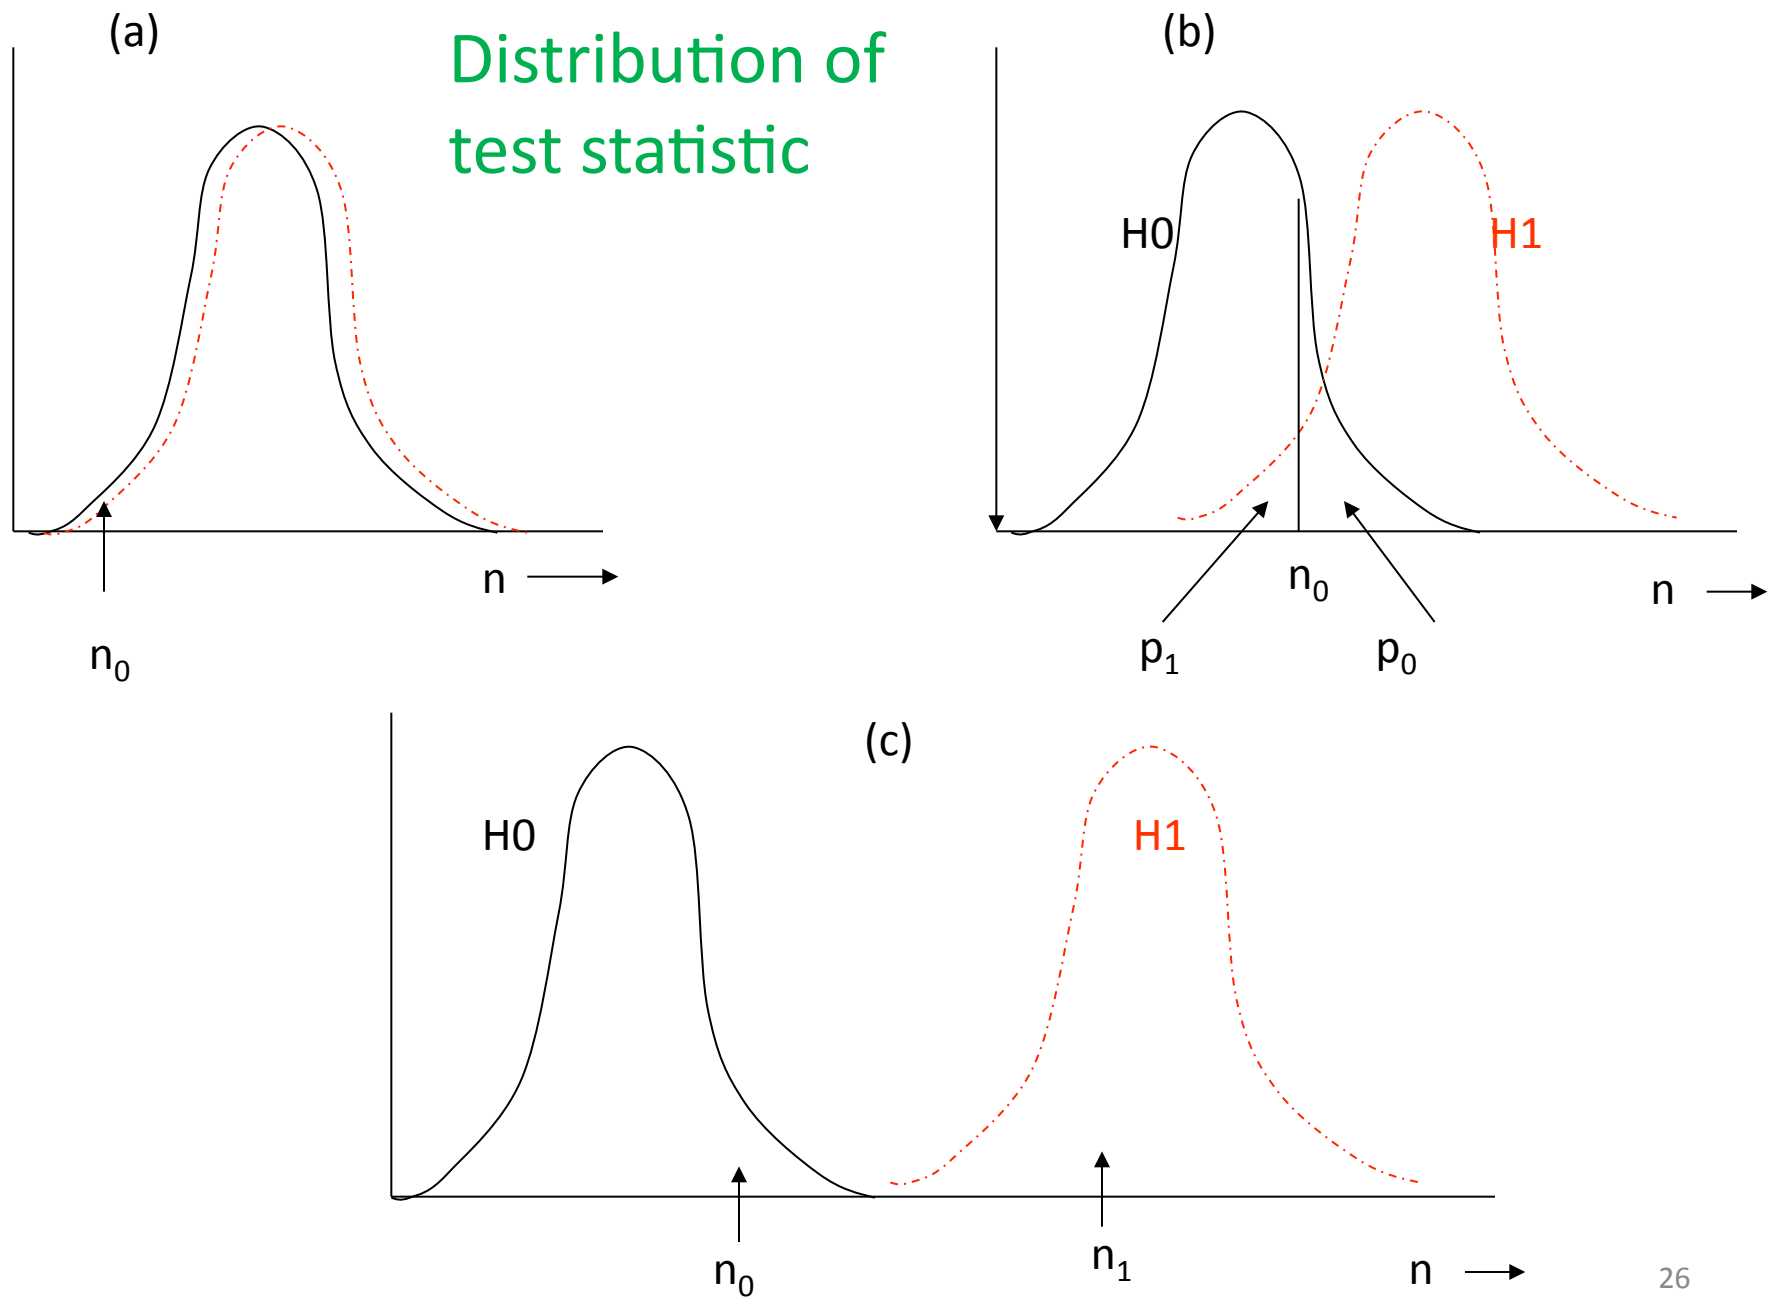 (a)
Distribution of
test statistic
n
n₀
(b)
H0
H1
n₀
n
p₁
p₀
(c)
H0
H1
n₀
n₁
n
26